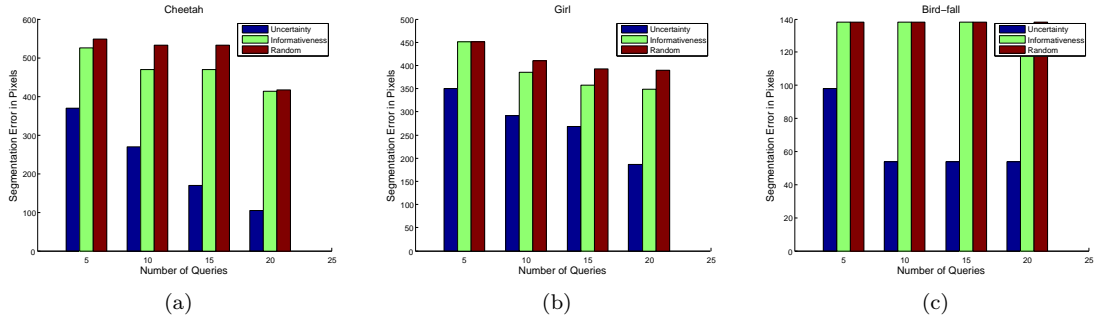 Cheetah
600
500
400
300
200
100
0
Segmentation Error in Pixels
5 10 15 20 25
Number of Queries
Uncertainty
Informativeness
Random
(a)
Girl
500
450
400
350
300
250
200
150
100
50
0
Segmentation Error in Pixels
5 10 15 20 25
Number of Queries
Uncertainty
Informativeness
Random
(b)
Bird−fall
140
120
100
80
60
40
20
0
Segmentation Error in Pixels
5 10 15 20 25
Number of Queries
Uncertainty
Informativeness
Random
(c)